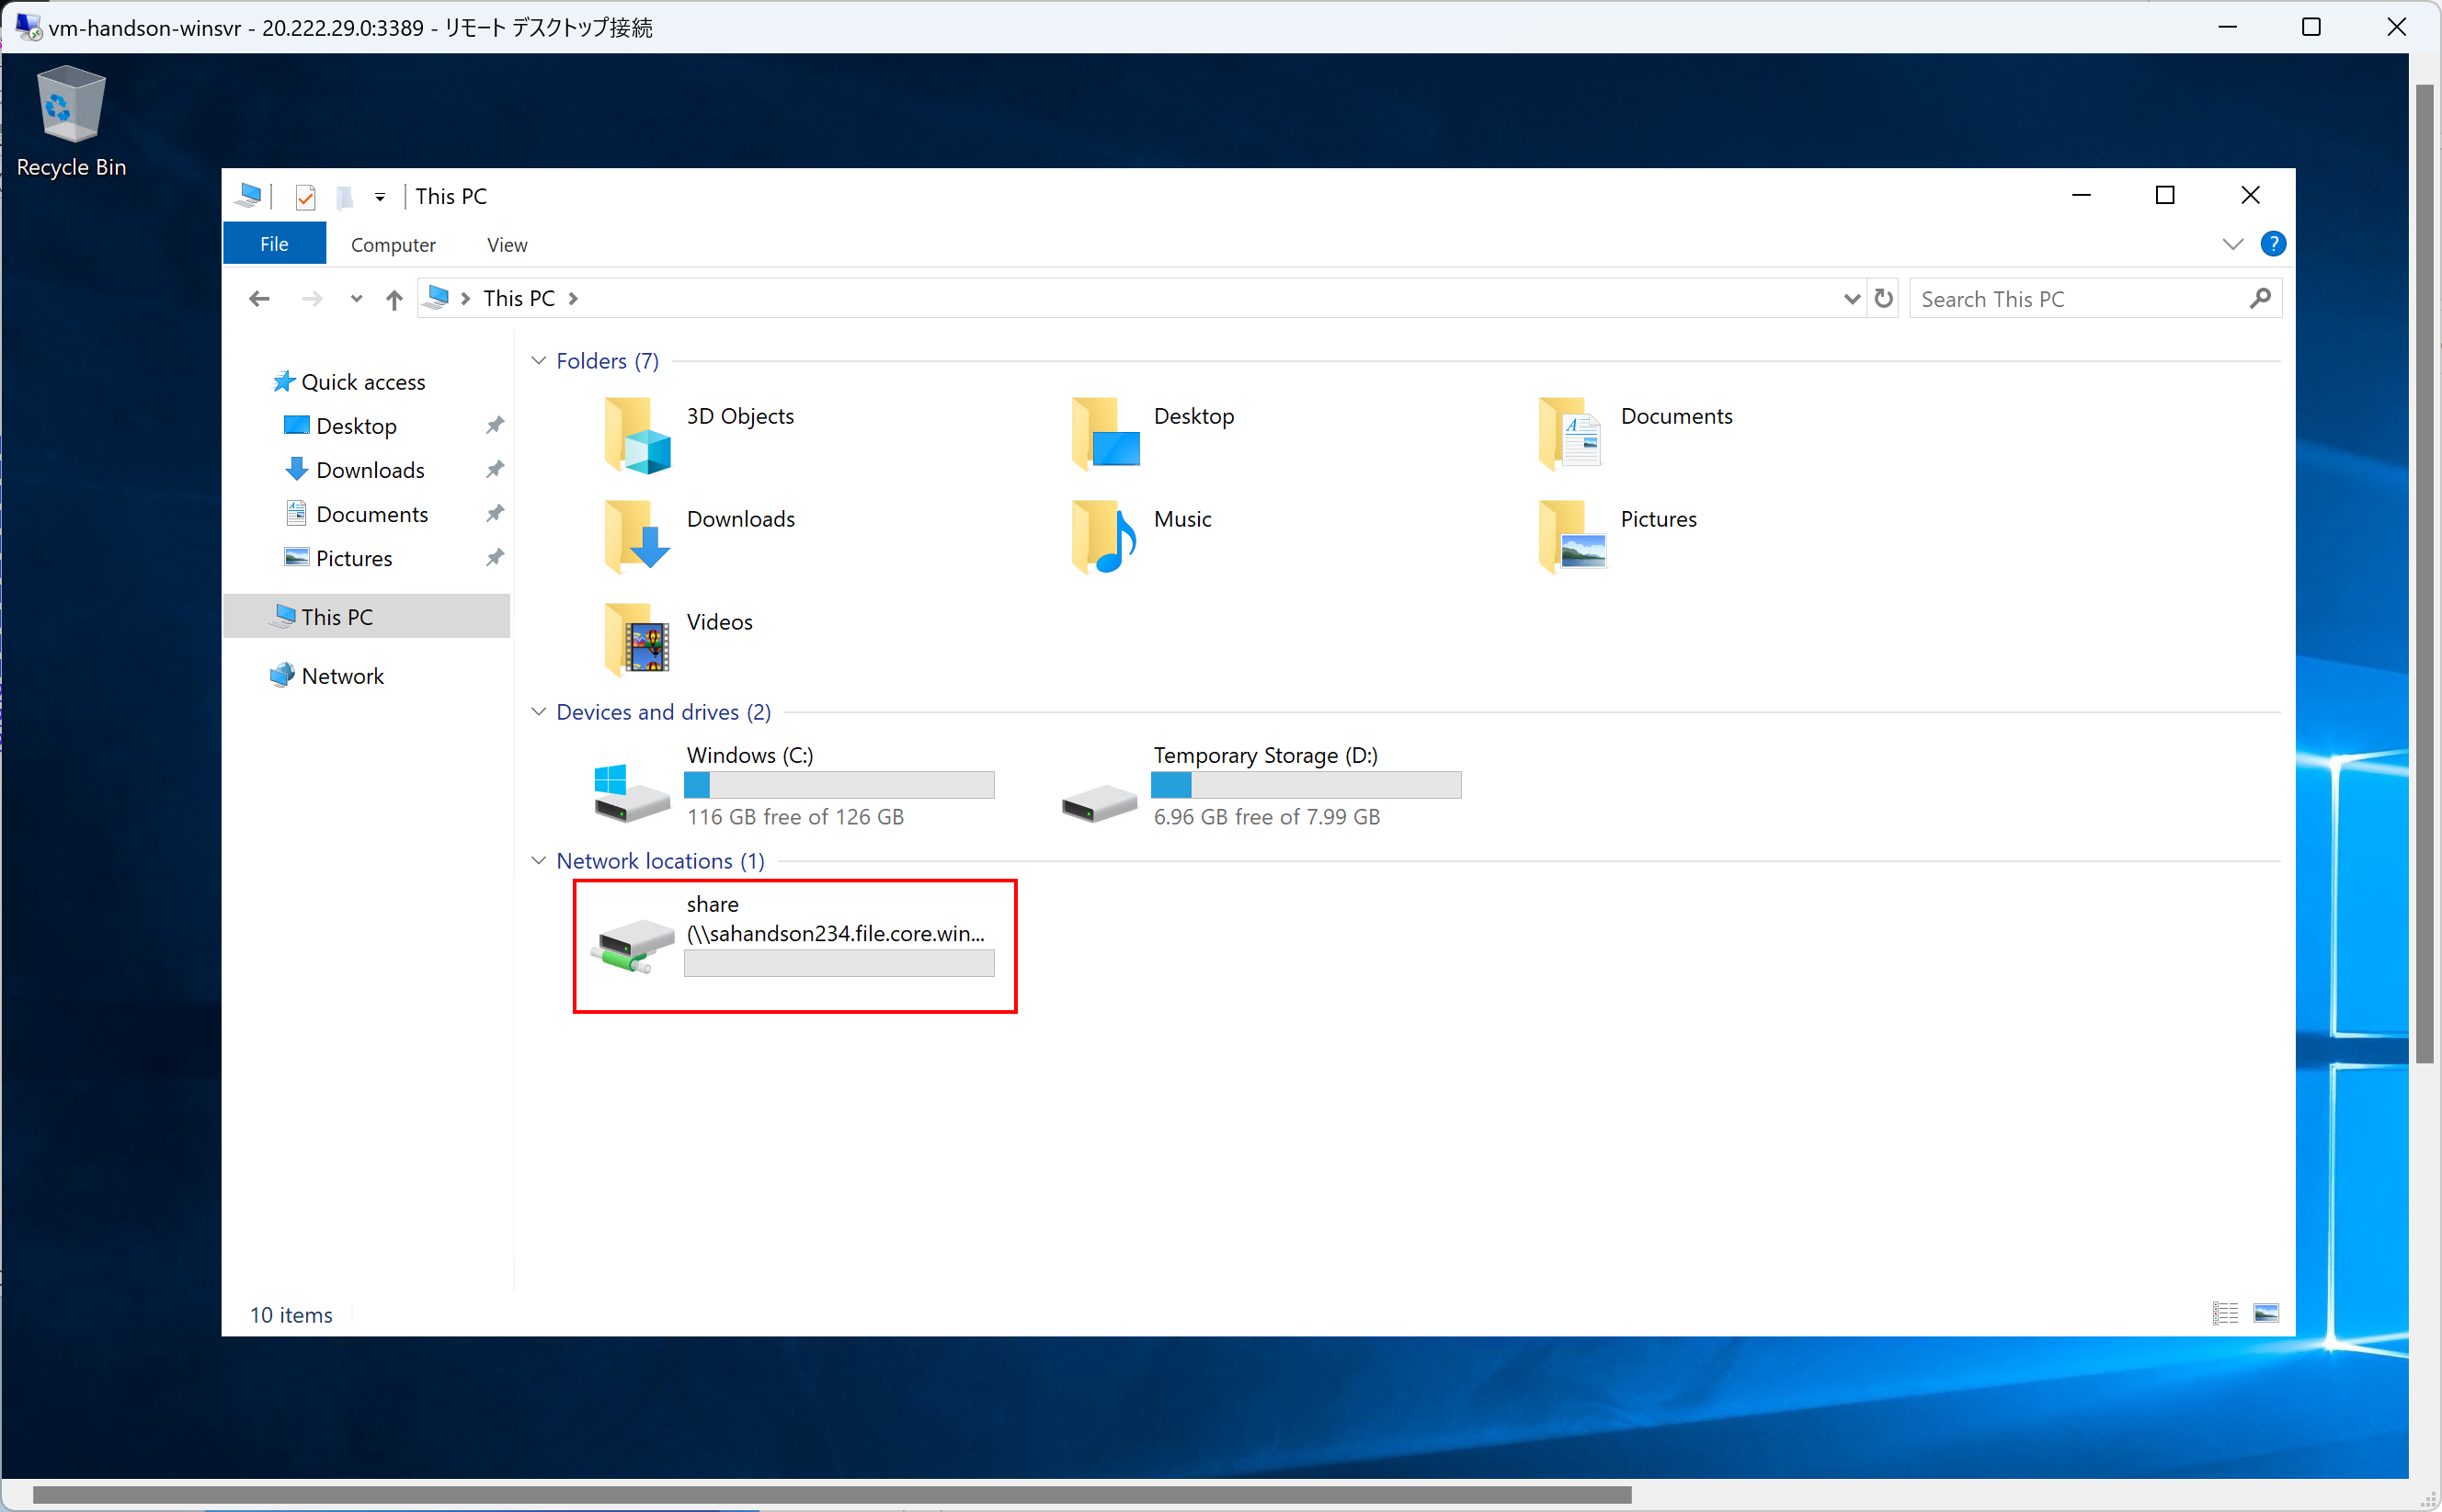 vm-handson-winsvr - 20.222.29.0:3389 - リモート デスクトップ接続
Recycle Bin
This PC
File
Computer
View
?
This PC
Search This PC
Quick access
Desktop
Downloads
Documents
Pictures
This PC
Network
Folders (7)
3D Objects
Desktop
Documents
Downloads
Music
Pictures
Videos
Devices and drives (2)
Windows (C:)
116 GB free of 126 GB
Temporary Storage (D:)
6.96 GB free of 7.99 GB
Network locations (1)
share
(\\sahandson234.file.core.win...
10 items